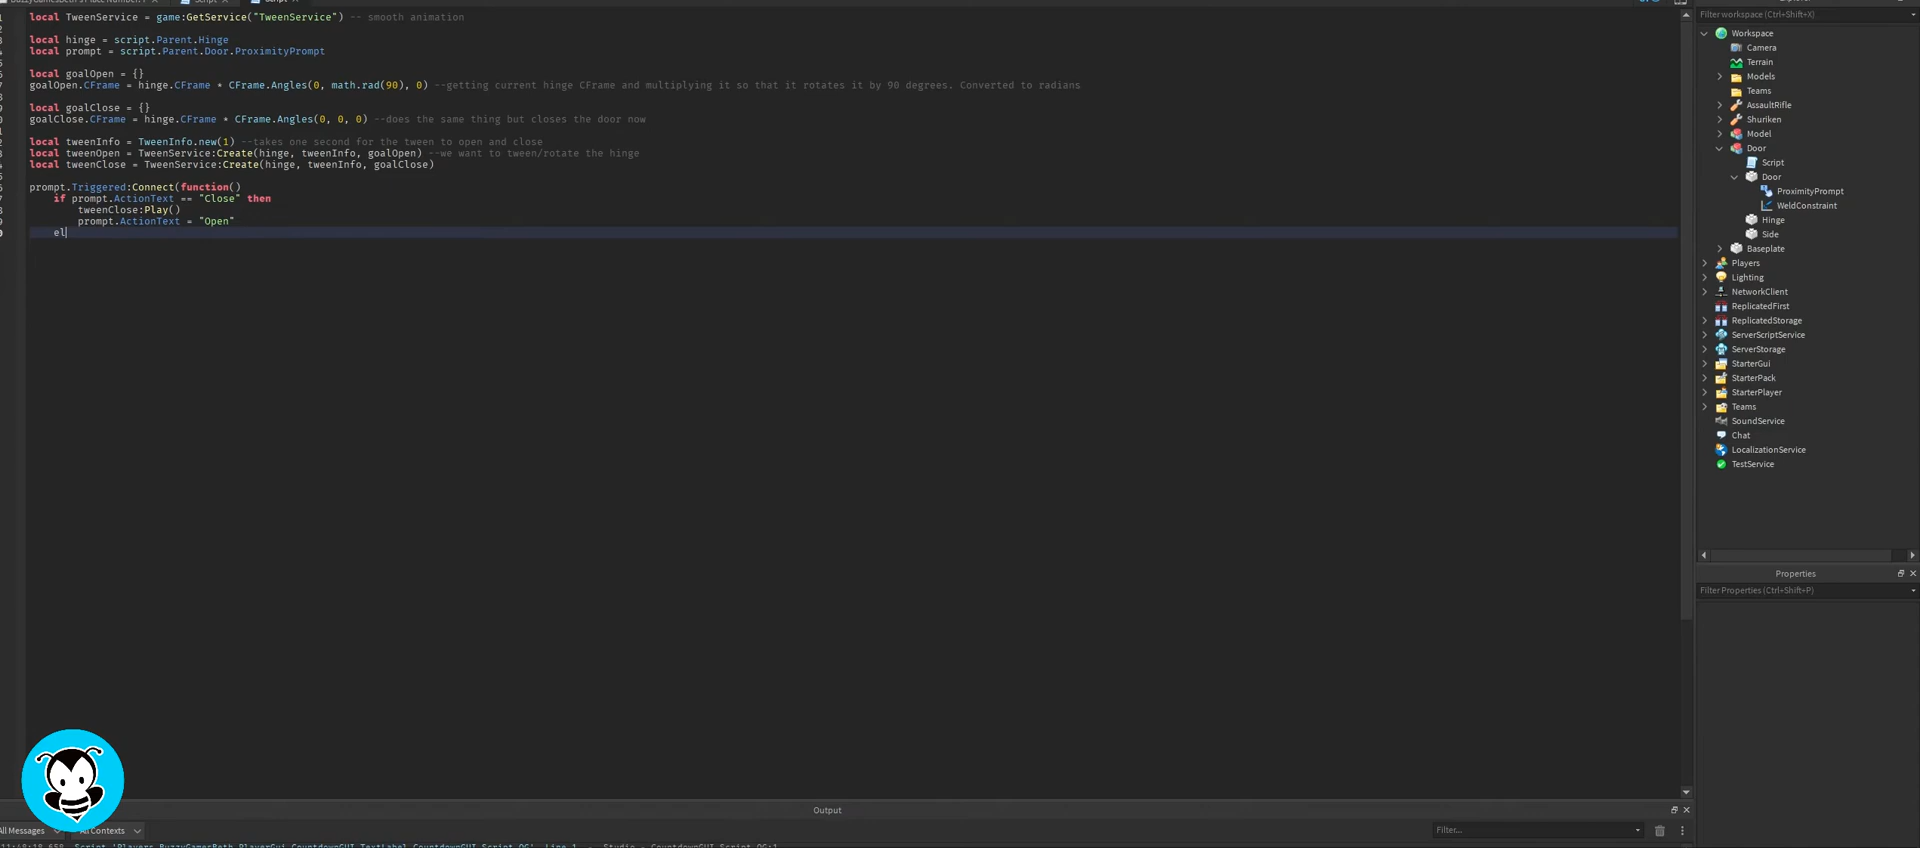 Script
Script
local TweenService = game:GetService("TweenService") -- smooth animation
local hinge = script.Parent.Hinge
local prompt = script.Parent.Door.ProximityPrompt
local goalOpen = {}
goalOpen.CFrame = hinge.CFrame * CFrame.Angles(0, math.rad(90), 0) --getting current hinge CFrame and multiplying it so that it rotates it by 90 degrees. Converted to radians
local goalClose = {}
goalClose.CFrame = hinge.CFrame * CFrame.Angles(0, 0, 0) --does the same thing but closes the door now
local tweenInfo = TweenInfo.new(1) --takes one second for the tween to open and close
local tweenOpen = TweenService:Create(hinge, tweenInfo, goalOpen) --we want to tween/rotate the hinge
local tweenClose = TweenService:Create(hinge, tweenInfo, goalClose)
prompt.Triggered:Connect(function()
if prompt.ActionText == "Close" then
tweenClose:Play()
prompt.ActionText = "Open"
el
Filter workspace (Ctrl+Shift+X)
Workspace
Camera
Terrain
Models
Teams
AssaultRifle
Shuriken
Model
Door
Script
Door
ProximityPrompt
WeldConstraint
Hinge
Side
Baseplate
Players
Lighting
NetworkClient
ReplicatedFirst
ReplicatedStorage
ServerScriptService
ServerStorage
StarterGui
StarterPack
StarterPlayer
Teams
SoundService
Chat
LocalizationService
TestService
Properties
Filter Properties (Ctrl+Shift+P)
Output
All Messages
All Contexts
Filter...